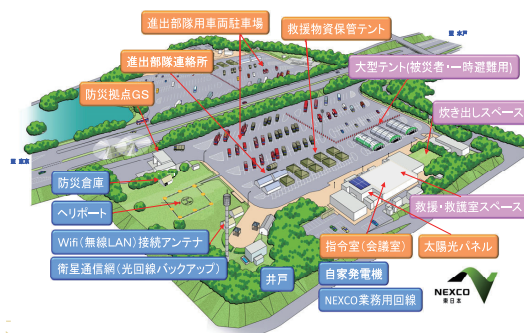 進出部隊用車両駐車場
救援物資保管テント
至 水戸
進出部隊連絡所
大型テント(被災者・一時避難用)
防災拠点GS
炊き出しスペース
至 東京
防災倉庫
ヘリポート
救援・救護室スペース
Wifi(無線LAN)接続アンテナ
指令室(会議室)
太陽光パネル
衛星通信網(光回線バックアップ)
井戸
自家発電機
NEXCO業務用回線
NEXCO
東日本